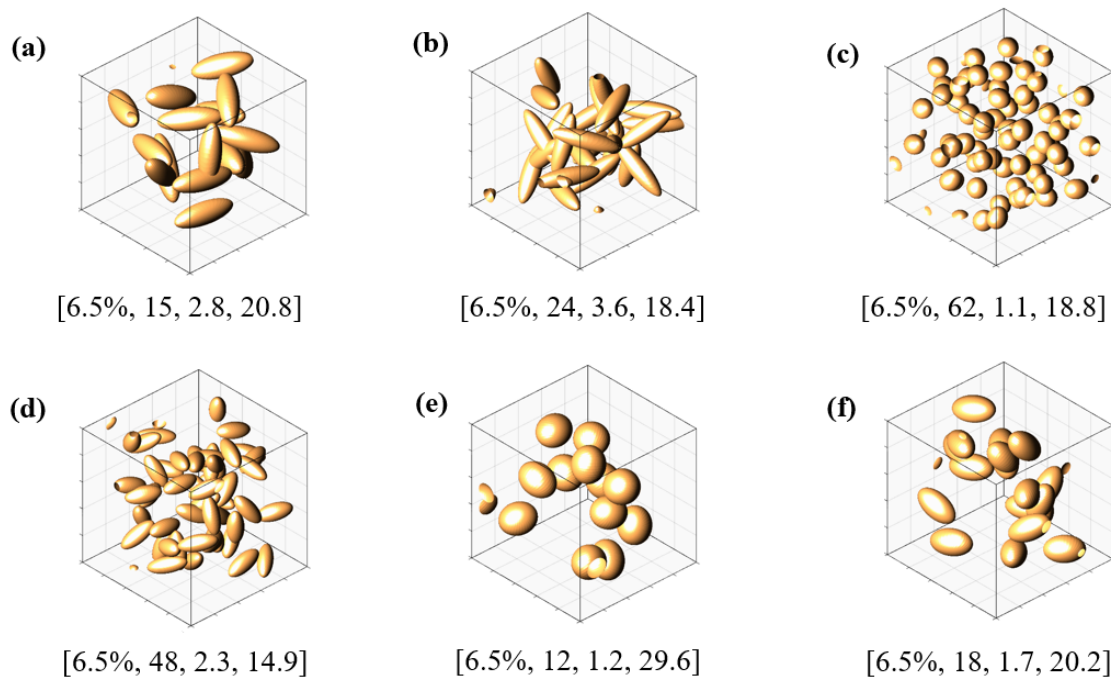 (a)
(b)
(c)
[6.5%, 15, 2.8, 20.8]
[6.5%, 24, 3.6, 18.4]
[6.5%, 62, 1.1, 18.8]
(d)
(e)
(f)
[6.5%, 48, 2.3, 14.9]
[6.5%, 12, 1.2, 29.6]
[6.5%, 18, 1.7, 20.2]